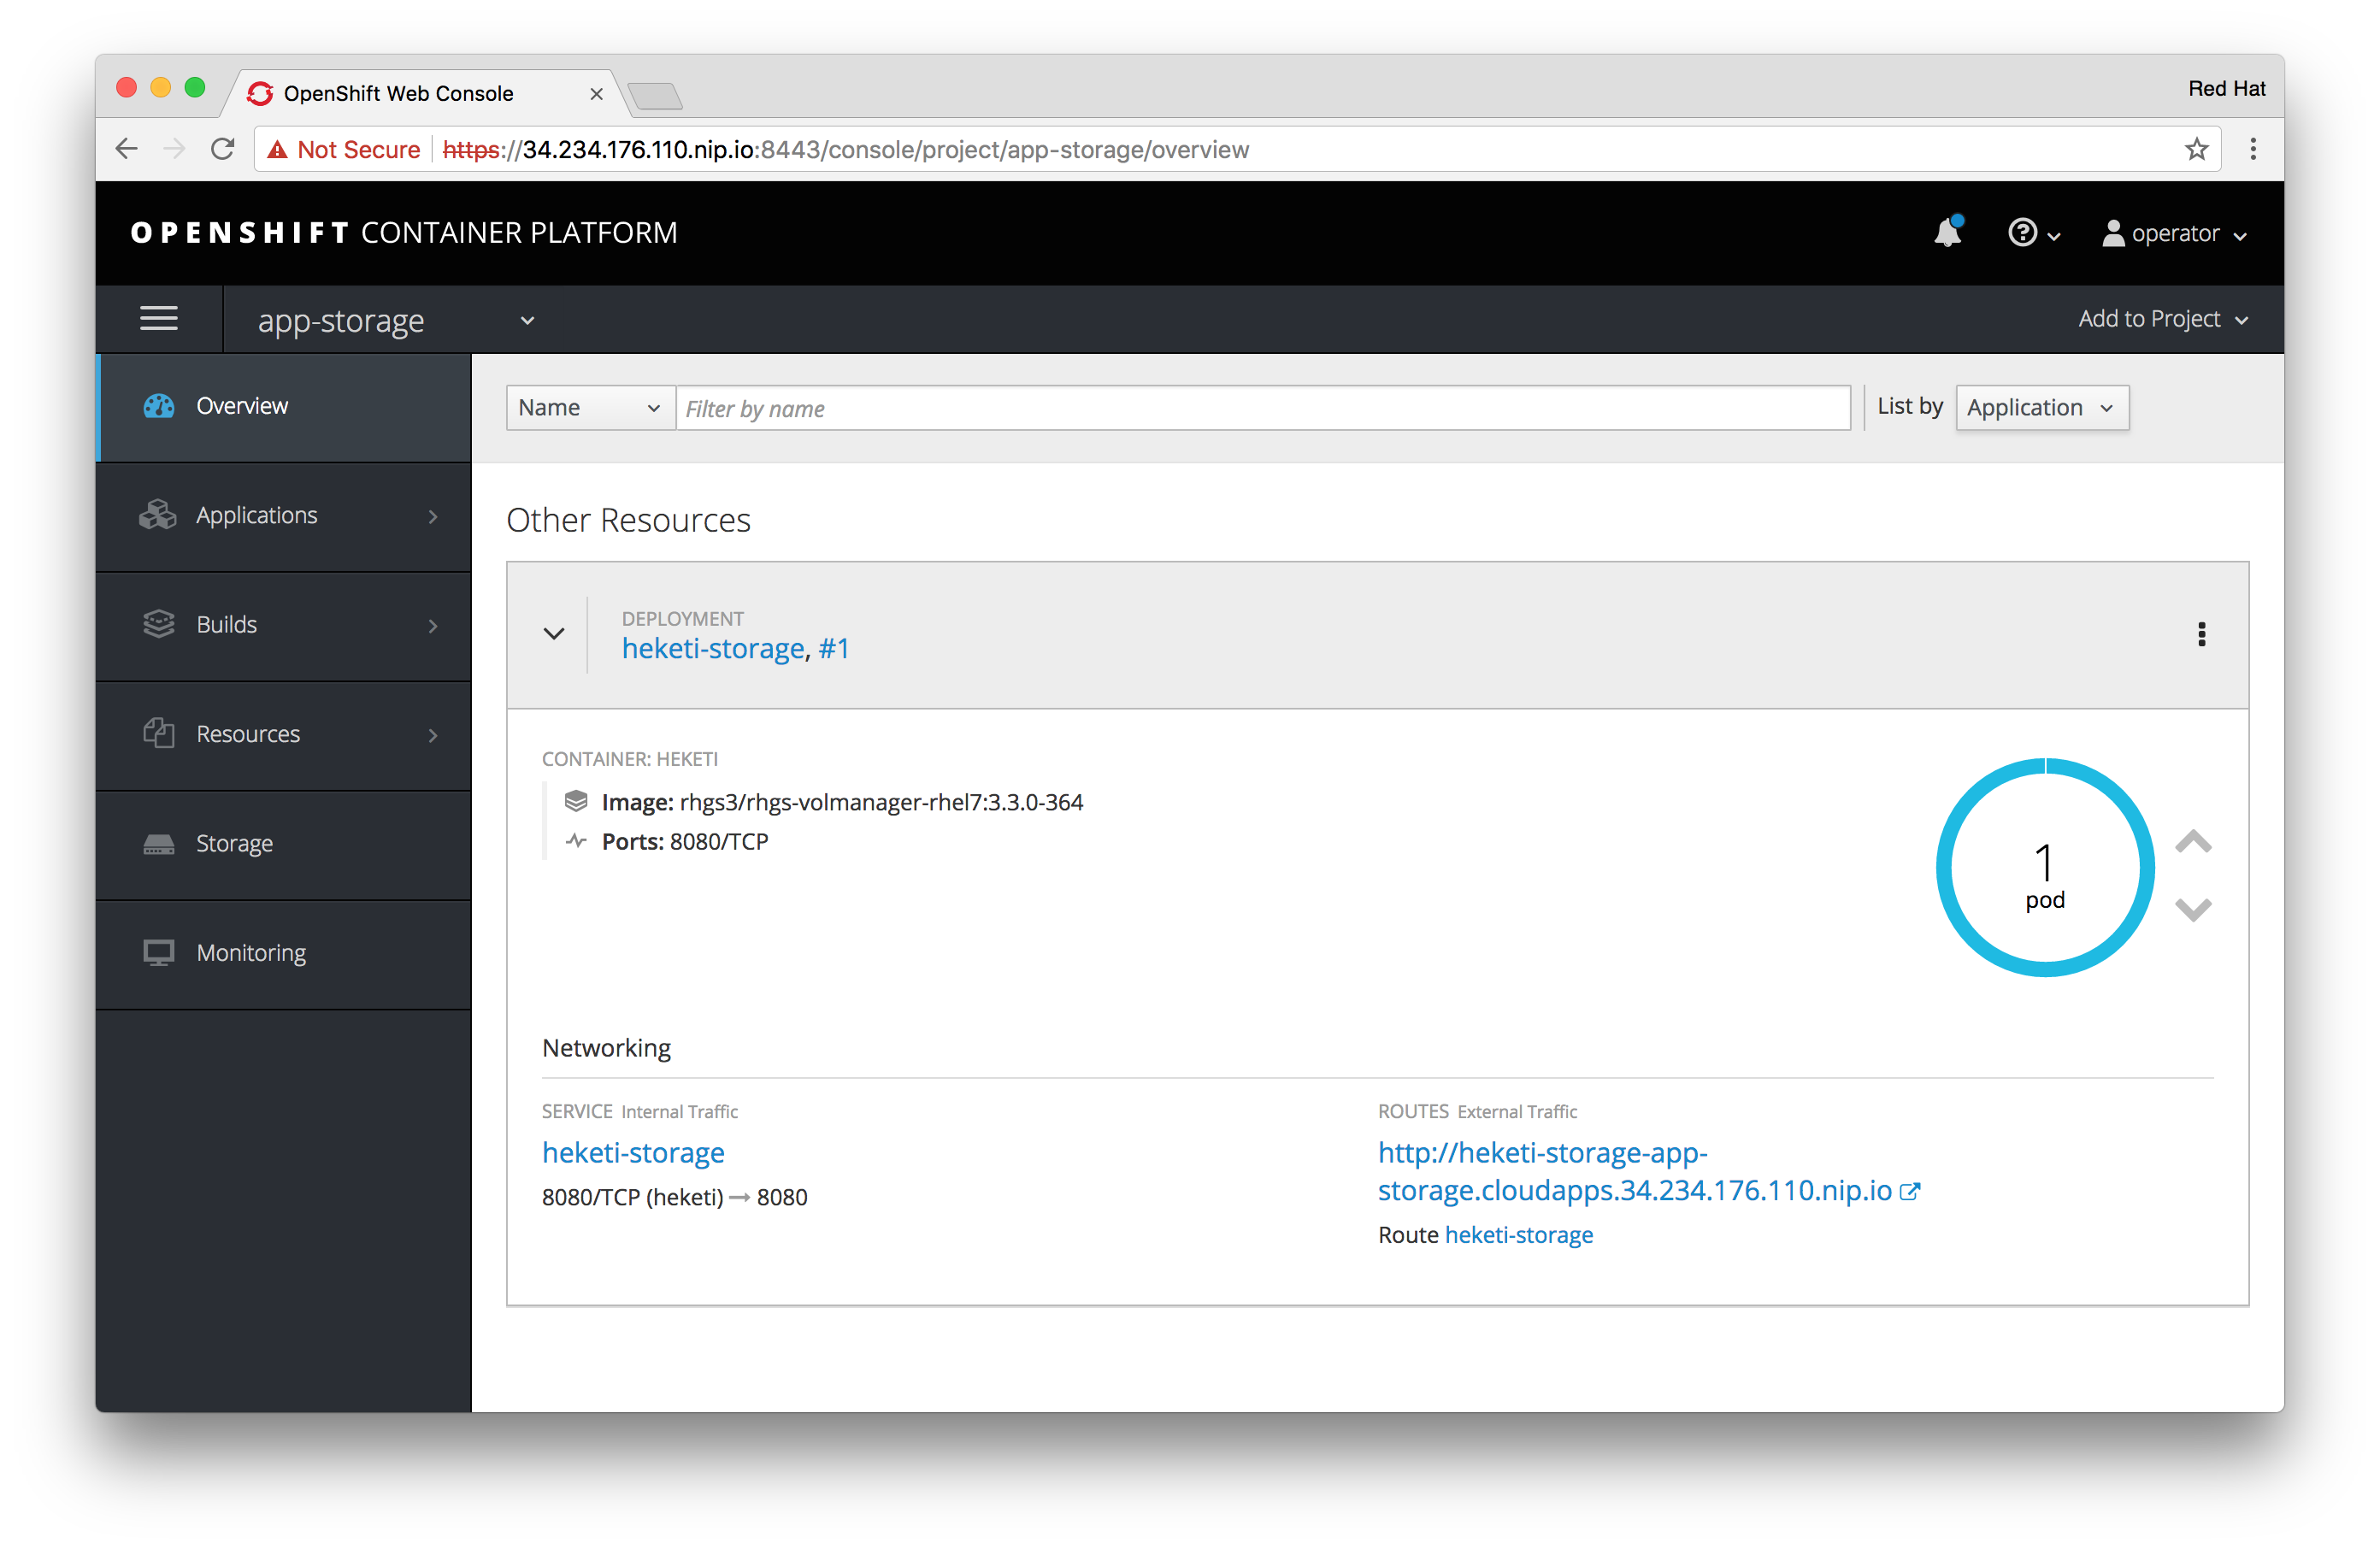 OpenShift Web Console
Red Hat
Not Secure https://34.234.176.110.nip.io:8443/console/project/app-storage/overview
OPENSHIFT CONTAINER PLATFORM
operator
app-storage
Add to Project
Overview
Applications
Builds
Resources
Storage
Monitoring
Name
Filter by name
List by
Application
Other Resources
DEPLOYMENT
heketi-storage, #1
CONTAINER: HEKETI
Image: rhgs3/rhgs-volmanager-rhel7:3.3.0-364
Ports: 8080/TCP
1
pod
Networking
SERVICE Internal Traffic
heketi-storage
8080/TCP (heketi) → 8080
ROUTES External Traffic
http://heketi-storage-app-
storage.cloudapps.34.234.176.110.nip.io
Route heketi-storage